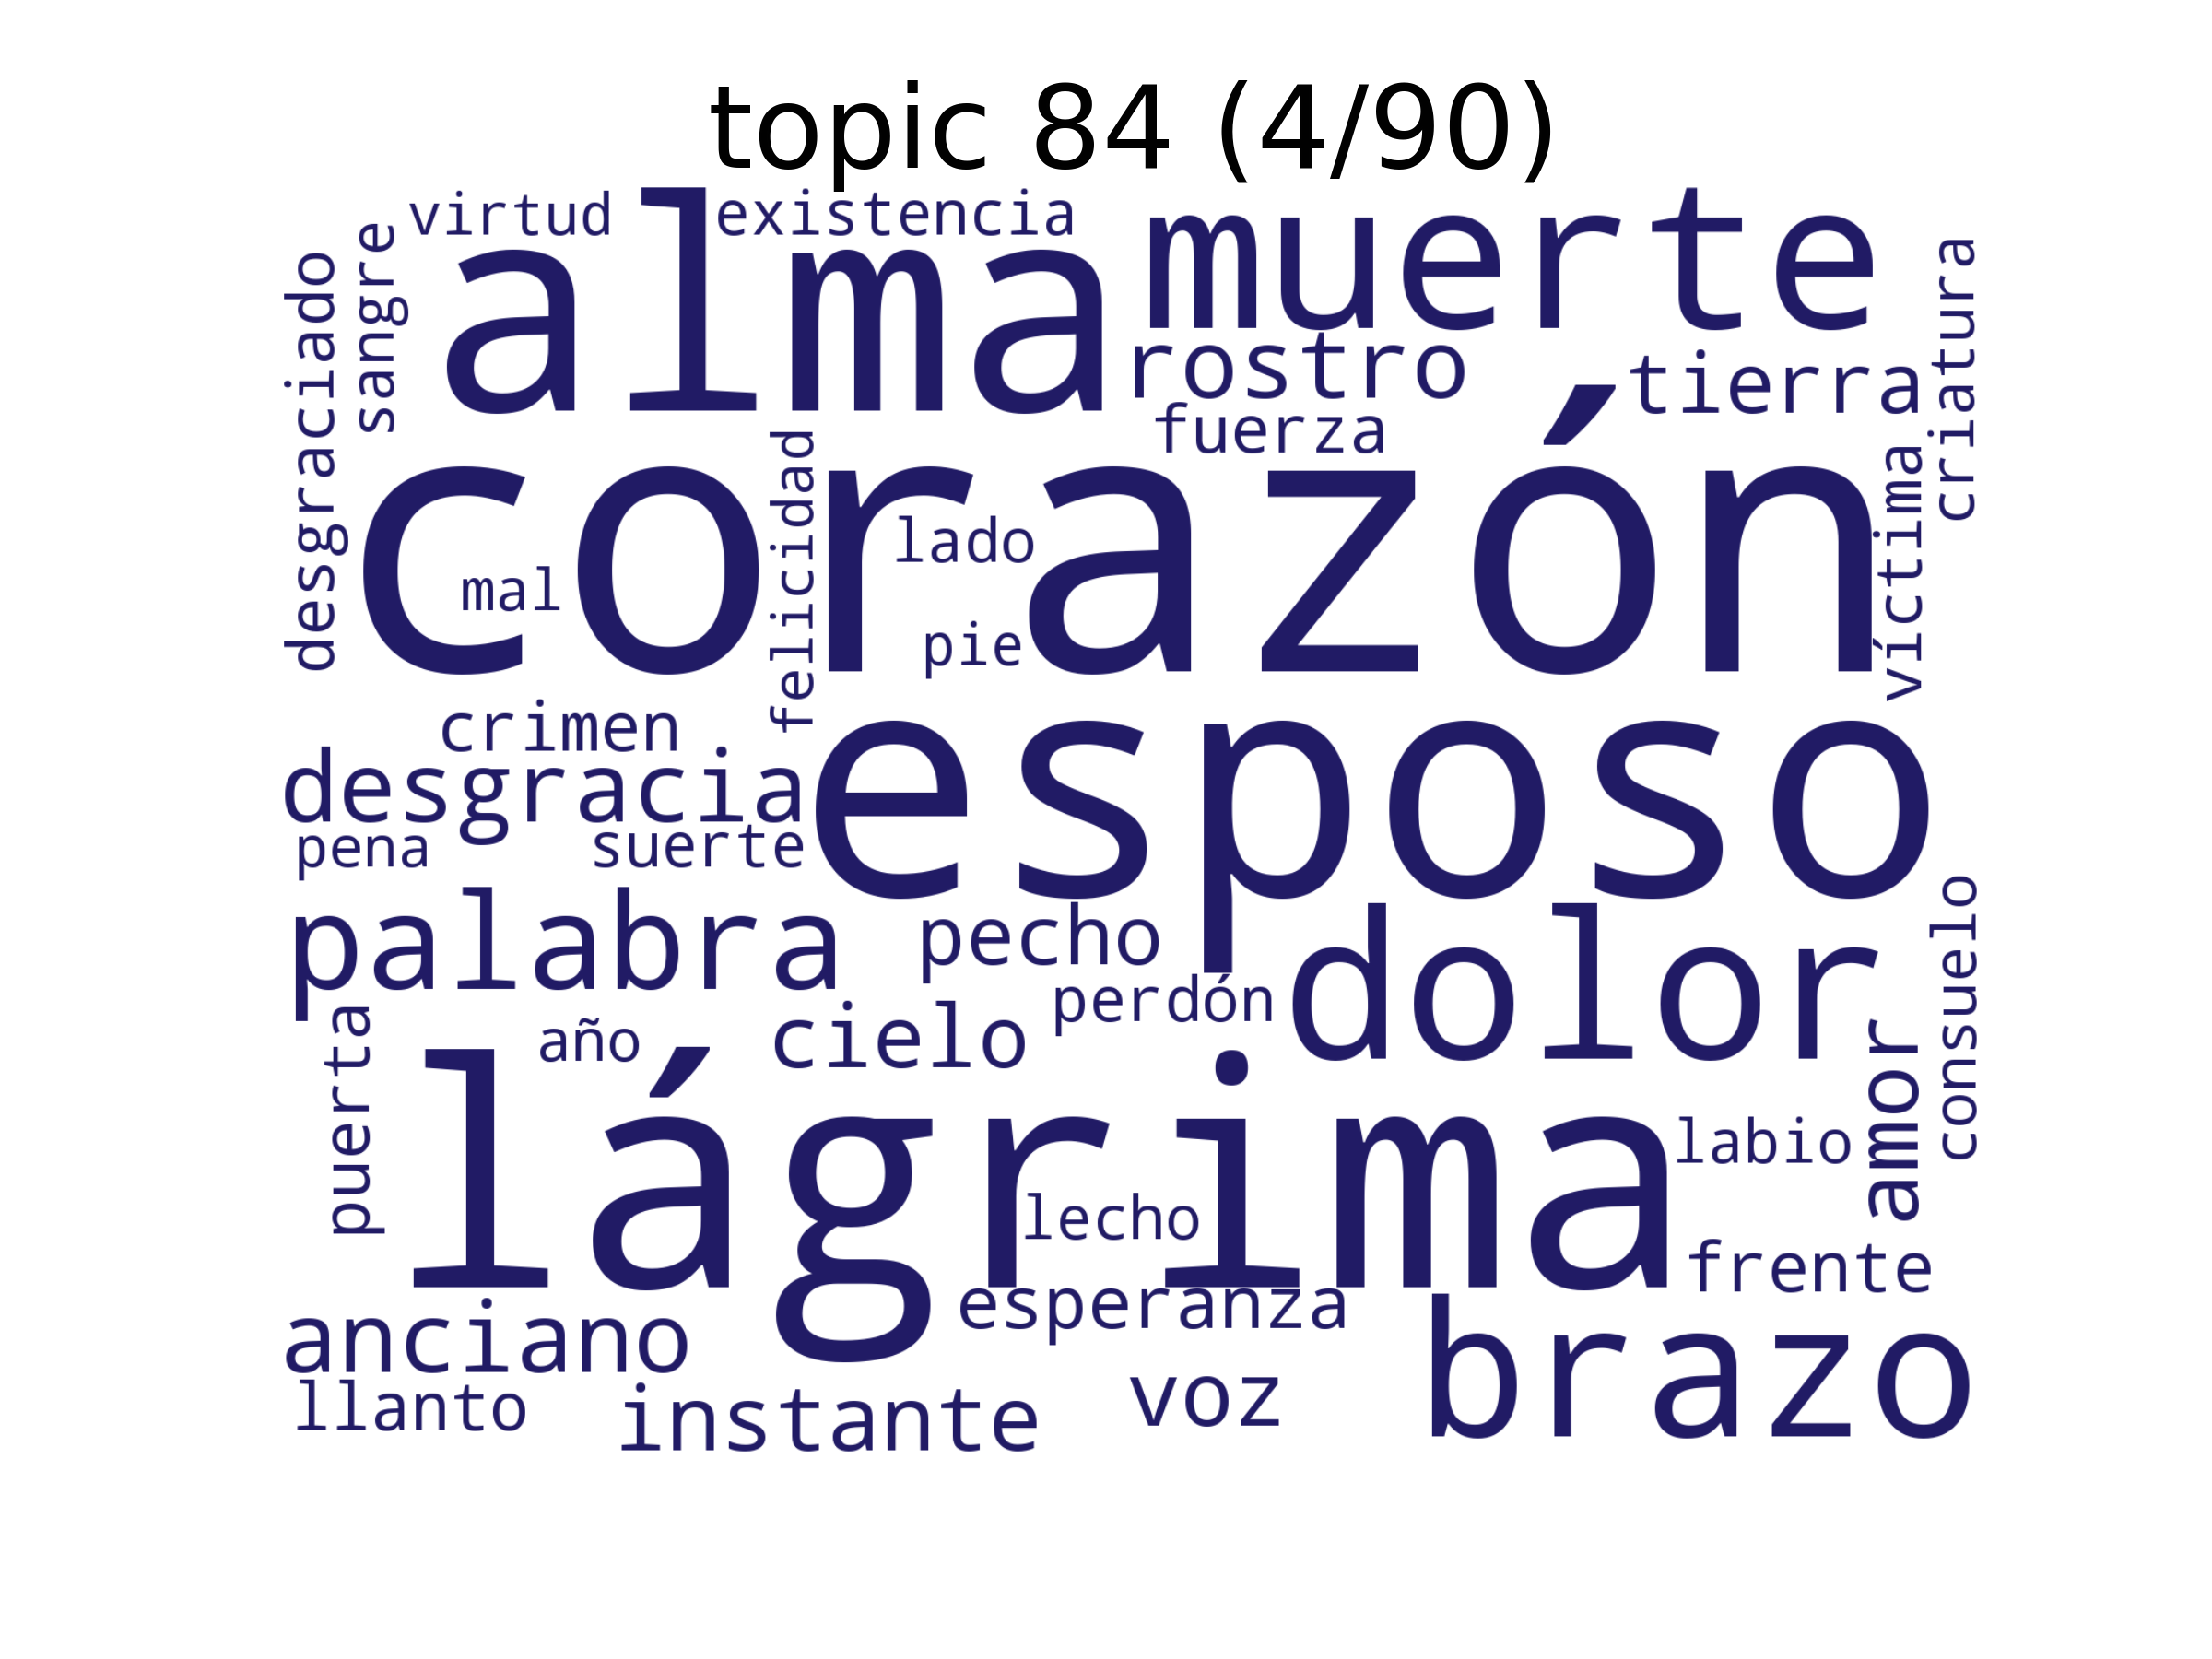 topic 84 (4/90)
virtud
existencia
alma
muerte
desgraciado
sangre
rostro
tierra
criatura
fuerza
corazón
felicidad
lado
mal
pie
víctima
crimen
desgracia
esposo
pena
suerte
palabra
pecho
dolor
perdón
consuelo
puerta
año
cielo
amor
lágrima
labio
lecho
frente
esperanza
anciano
brazo
llanto
instante
voz